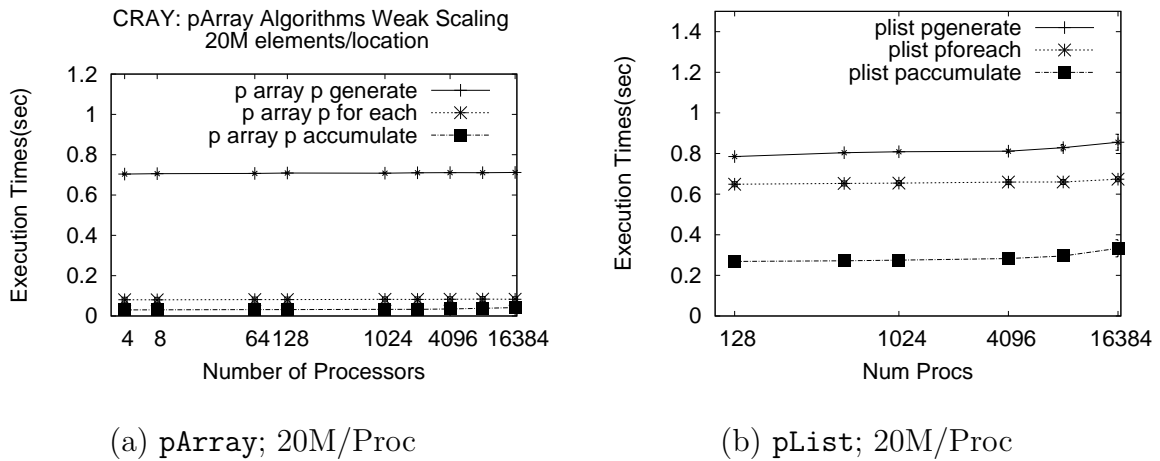 CRAY: pArray Algorithms Weak Scaling
20M elements/location
Execution Times(sec)
1.2
1
0.8
0.6
0.4
0.2
0
p array p generate
p array p for each
p array p accumulate
4 8 64 128 1024 4096 16384
Number of Processors
(a) pArray; 20M/Proc
Execution Times(sec)
1.4
1.2
1
0.8
0.6
0.4
0.2
0
plist pgenerate
plist pforeach
plist paccumulate
128 1024 4096 16384
Num Procs
(b) pList; 20M/Proc